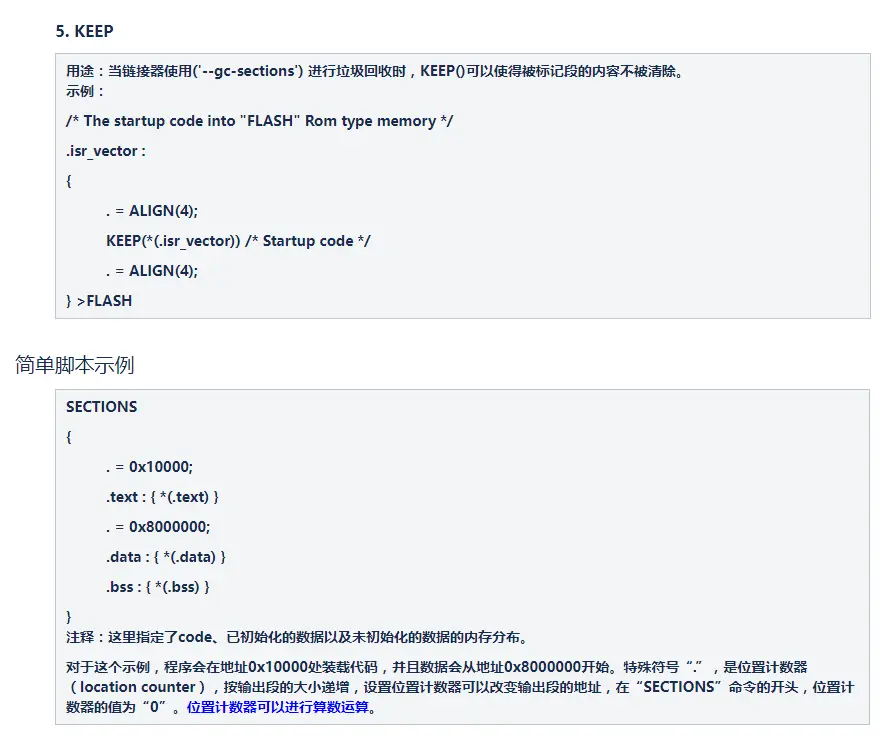 5. KEEP
用途：当链接器使用('--gc-sections') 进行垃圾回收时，KEEP()可以使得被标记段的内容不被清除。
示例：
/* The startup code into "FLASH" Rom type memory */
.isr_vector :
{
. = ALIGN(4);
KEEP(*(.isr_vector)) /* Startup code */
. = ALIGN(4);
} >FLASH
简单脚本示例
SECTIONS
{
. = 0x10000;
.text : { *(.text) }
. = 0x8000000;
.data : { *(.data) }
.bss : { *(.bss) }
}
注释：这里指定了code、已初始化的数据以及未初始化的数据的内存分布。
对于这个示例，程序会在地址0x10000处装载代码，并且数据会从地址0x8000000开始。特殊符号“.”，是位置计数器
（location counter），按输出段的大小递增，设置位置计数器可以改变输出段的地址，在“SECTIONS”命令的开头，位置计
数器的值为“0”。位置计数器可以进行算数运算。